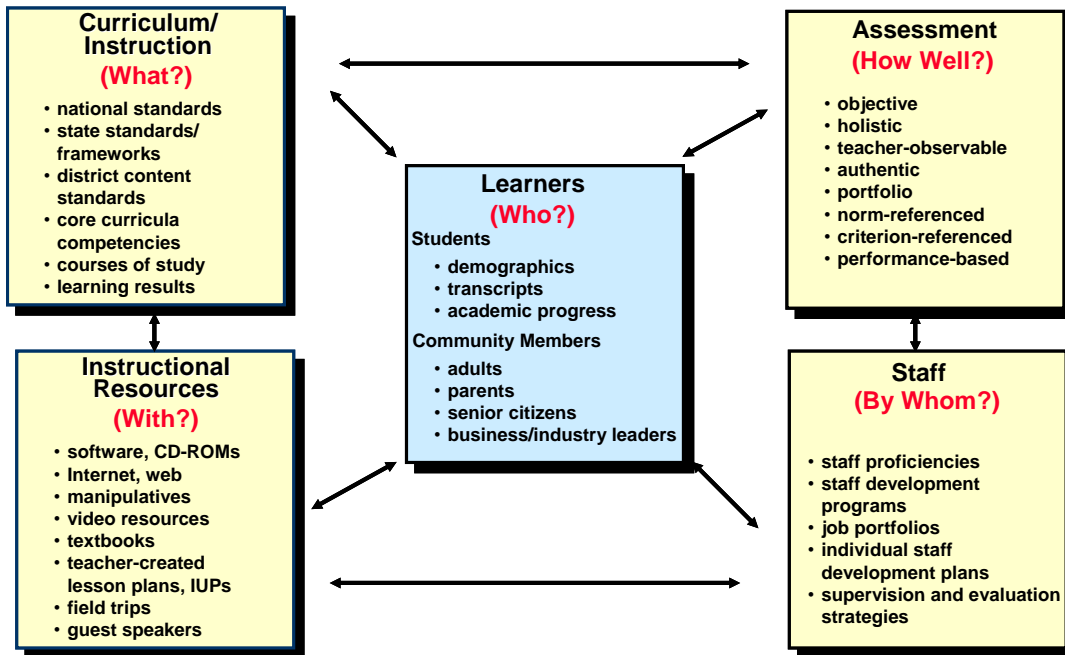 Curriculum/
Instruction
(What?)
• national standards
• state standards/
frameworks
• district content
standards
• core curricula
competencies
• courses of study
• learning results
Assessment
(How Well?)
• objective
• holistic
• teacher-observable
• authentic
• portfolio
• norm-referenced
• criterion-referenced
• performance-based
Learners
(Who?)
Students
• demographics
• transcripts
• academic progress
Community Members
• adults
• parents
• senior citizens
• business/industry leaders
Instructional
Resources
(With?)
• software, CD-ROMs
• Internet, web
• manipulatives
• video resources
• textbooks
• teacher-created
lesson plans, IUPs
• field trips
• guest speakers
Staff
(By Whom?)
• staff proficiencies
• staff development
programs
• job portfolios
• individual staff
development plans
• supervision and evaluation
strategies